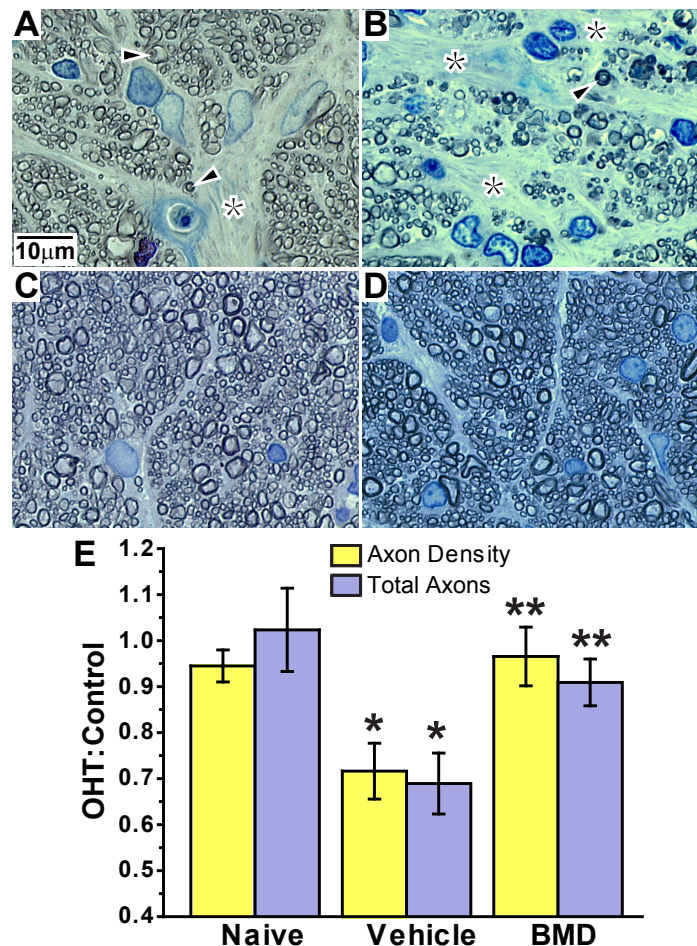 A
B
*
*
*
*
10μm
C
D
E
Axon Density
Total Axons
OHT:Control
1.2
1.1
1.0
0.9
0.8
0.7
0.6
0.5
0.4
*
*
**
**
Naive
Vehicle
BMD